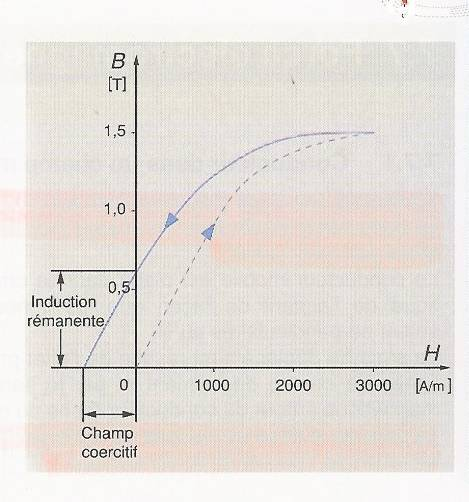 B
[T]
1,5
1,0
0,5
Induction
rémanente
H
0 1000 2000 3000 [A/m]
Champ
coercitif